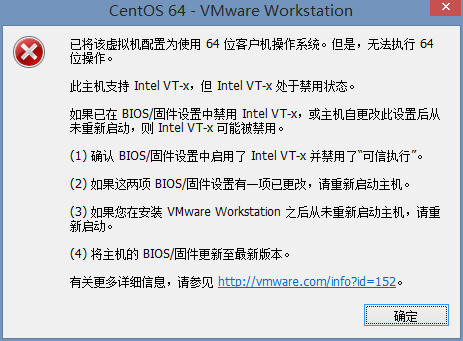 CentOS 64 - VMware Workstation
已将该虚拟机配置为使用 64 位客户机操作系统。但是，无法执行 64
位操作。
此主机支持 Intel VT-x，但 Intel VT-x 处于禁用状态。
如果已在 BIOS/固件设置中禁用 Intel VT-x，或主机自更改此设置后从
未重新启动，则 Intel VT-x 可能被禁用。
(1) 确认 BIOS/固件设置中启用了 Intel VT-x 并禁用了“可信执行”。
(2) 如果这两项 BIOS/固件设置有一项已更改，请重新启动主机。
(3) 如果您在安装 VMware Workstation 之后从未重新启动主机，请重
新启动。
(4) 将主机的 BIOS/固件更新至最新版本。
有关更多详细信息，请参见 http://vmware.com/info?id=152。
确定